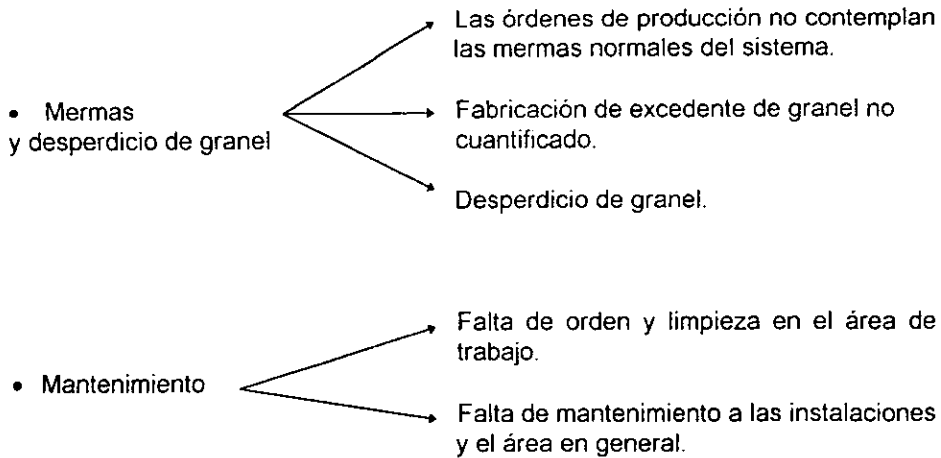 Las órdenes de producción no contemplan
las mermas normales del sistema.
• Mermas
y desperdicio de granel
Fabricación de excedente de granel no
cuantificado.
Desperdicio de granel.
Falta de orden y limpieza en el área de
trabajo.
• Mantenimiento
Falta de mantenimiento a las instalaciones
y el área en general.